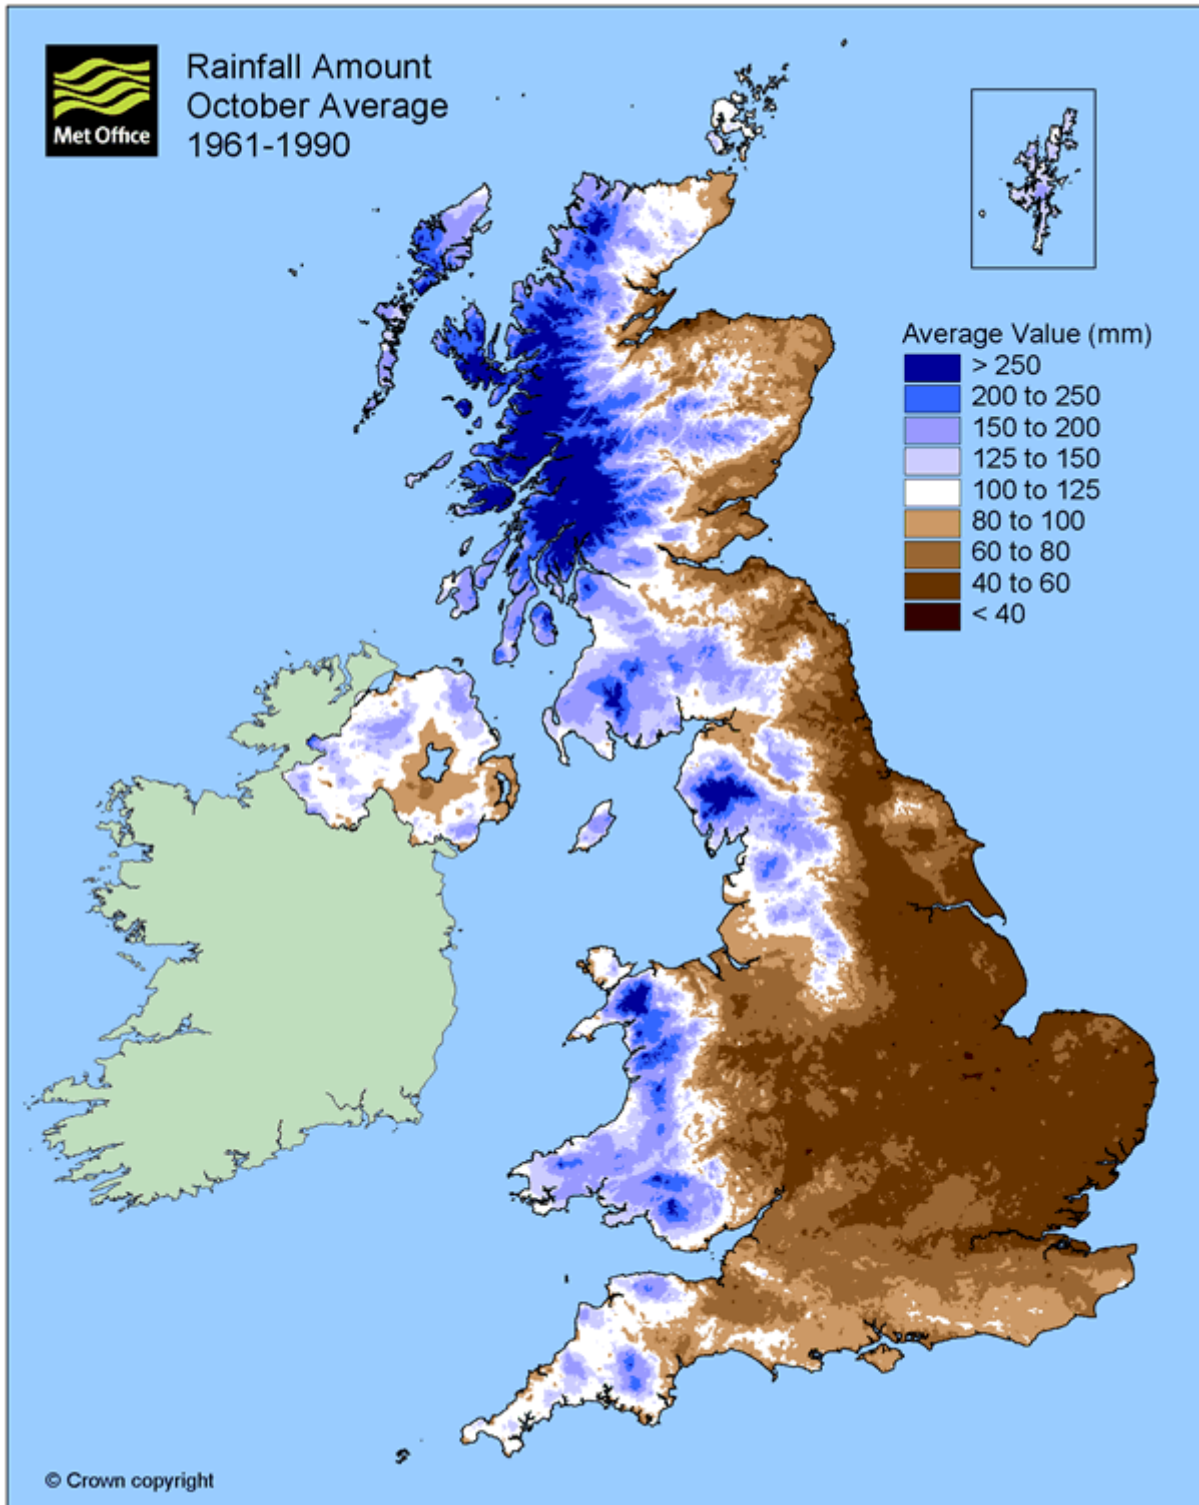 Met Office
Rainfall Amount
October Average
1961-1990
Average Value (mm)
> 250
200 to 250
150 to 200
125 to 150
100 to 125
80 to 100
60 to 80
40 to 60
< 40
© Crown copyright